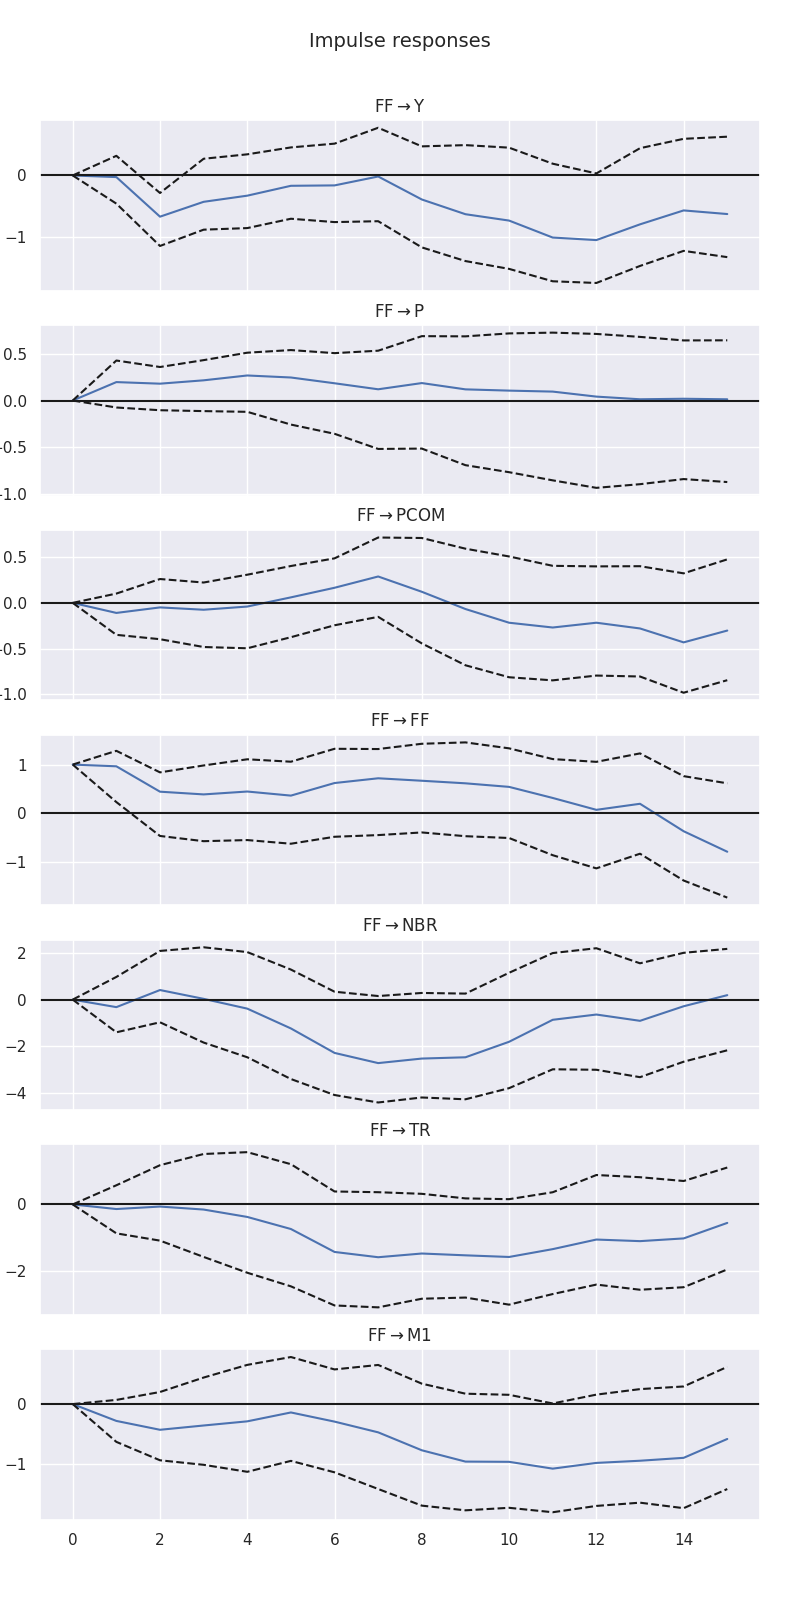 Impulse responses
FF → Y
0
−1
FF → P
0.5
0.0
-0.5
-1.0
FF → PCOM
0.5
0.0
-0.5
-1.0
FF → FF
1
0
−1
FF → NBR
2
0
−2
−4
FF → TR
0
−2
FF → M1
0
−1
0 2 4 6 8 10 12 14